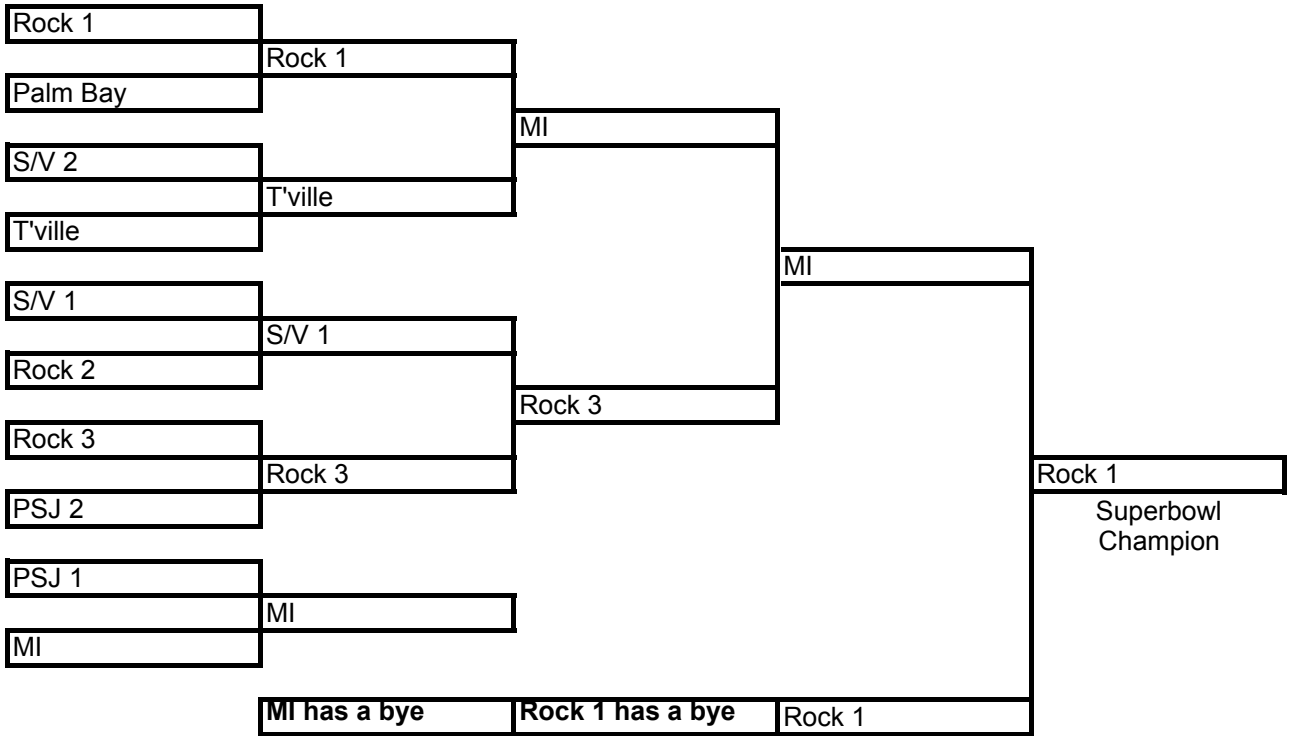 Rock 1
Rock 1
Palm Bay
MI
S/V 2
T'ville
T'ville
MI
S/V 1
S/V 1
Rock 2
Rock 3
Rock 3
Rock 3
Rock 1
PSJ 2
Superbowl
Champion
PSJ 1
MI
MI
MI has a bye
Rock 1 has a bye
Rock 1